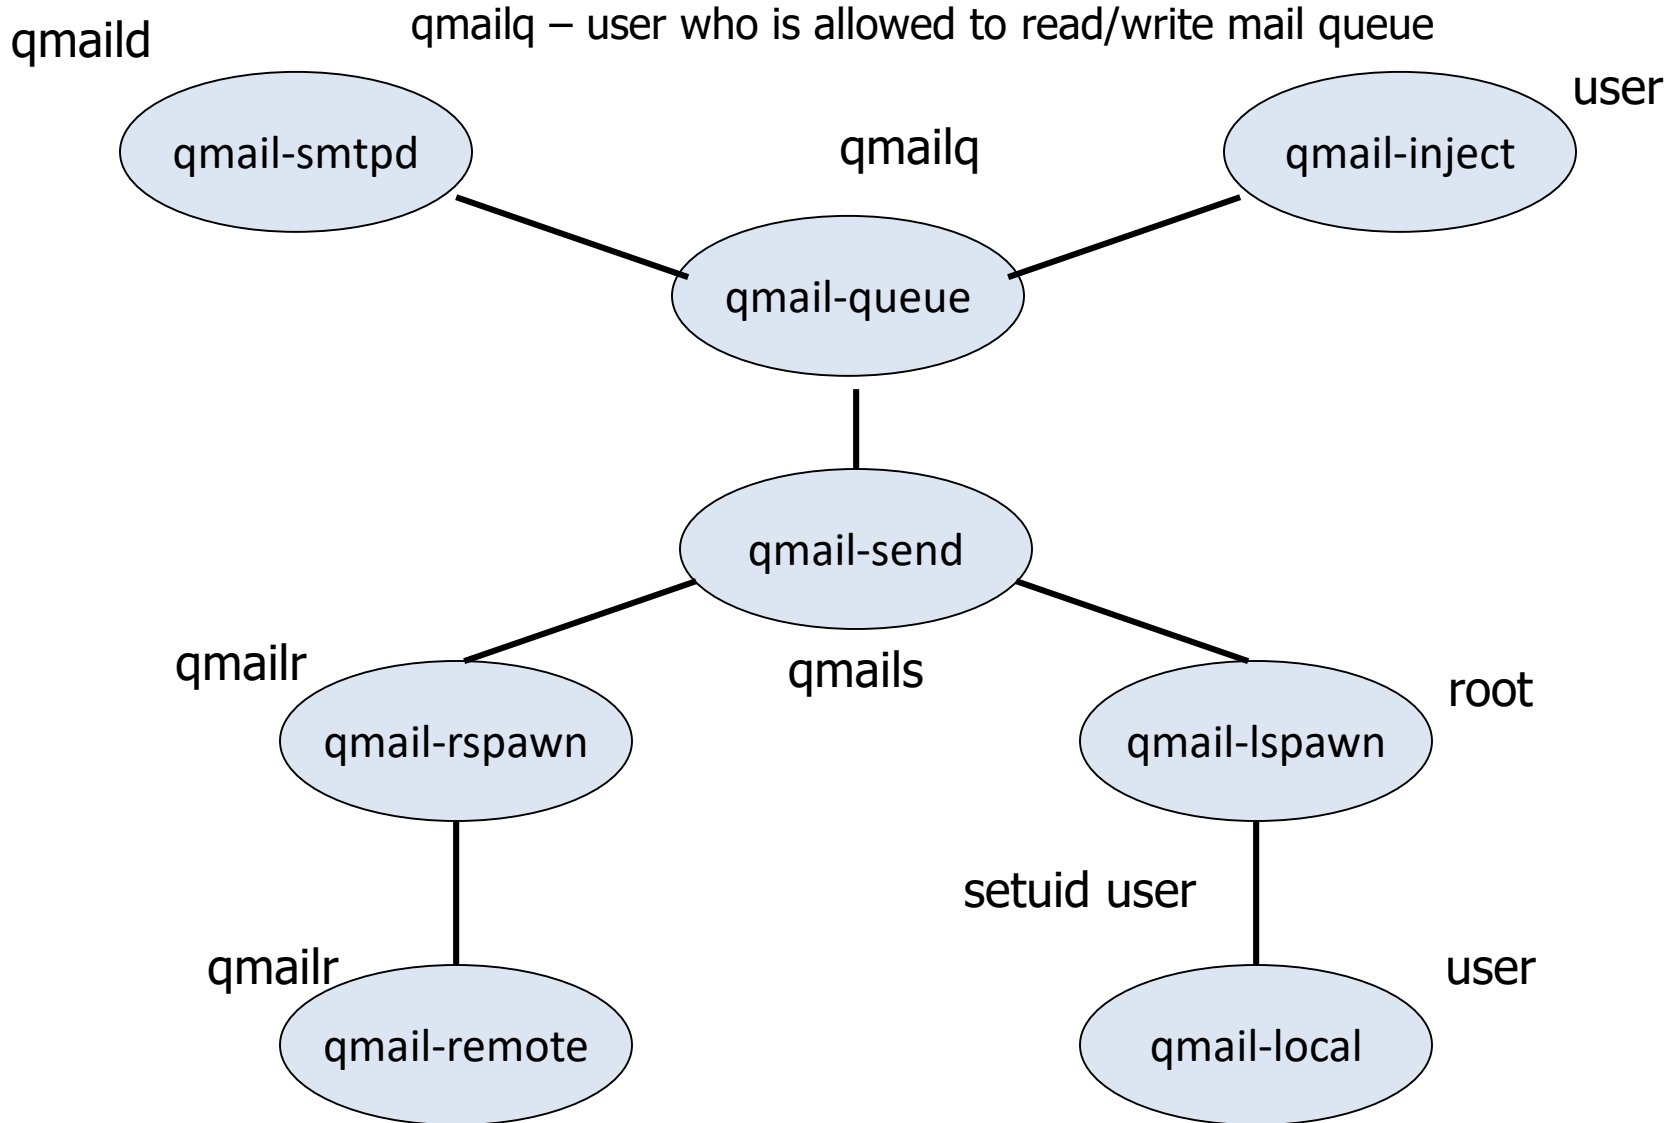 qmailq – user who is allowed to read/write mail queue
qmaild
user
qmail-smtpd
qmailq
qmail-inject
qmail-queue
qmail-send
qmailr
qmails
root
qmail-rspawn
qmail-lspawn
setuid user
qmailr
user
qmail-remote
qmail-local